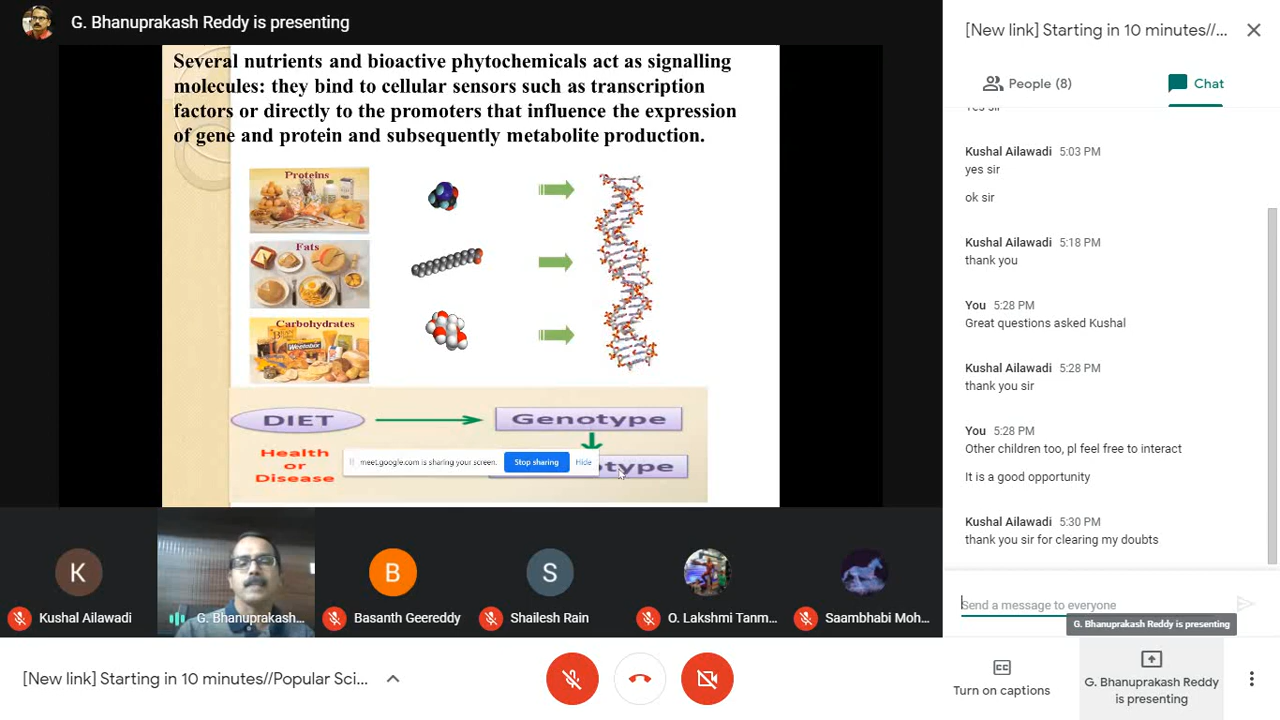 G. Bhanuprakash Reddy is presenting
Several nutrients and bioactive phytochemicals act as signalling
molecules: they bind to cellular sensors such as transcription
factors or directly to the promoters that influence the expression
of gene and protein and subsequently metabolite production.
Proteins
Fats
Carbohydrates
DIET
Genotype
Health
or
Disease
meet.google.com is sharing your screen.
Stop sharing
Hide
otype
K
Kushal Ailawadi
G. Bhanuprakash...
B
Basanth Geereddy
S
Shailesh Rain
O. Lakshmi Tanm...
Saambhabi Moh...
[New link] Starting in 10 minutes//Popular Sci...
[New link] Starting in 10 minutes//...
People (8)
Chat
Yes sir
Kushal Ailawadi 5:03 PM
yes sir
ok sir
Kushal Ailawadi 5:18 PM
thank you
You 5:28 PM
Great questions asked Kushal
Kushal Ailawadi 5:28 PM
thank you sir
You 5:28 PM
Other children too, pl feel free to interact
It is a good opportunity
Kushal Ailawadi 5:30 PM
thank you sir for clearing my doubts
Send a message to everyone
G. Bhanuprakash Reddy is presenting
Turn on captions
G. Bhanuprakash Reddy
is presenting